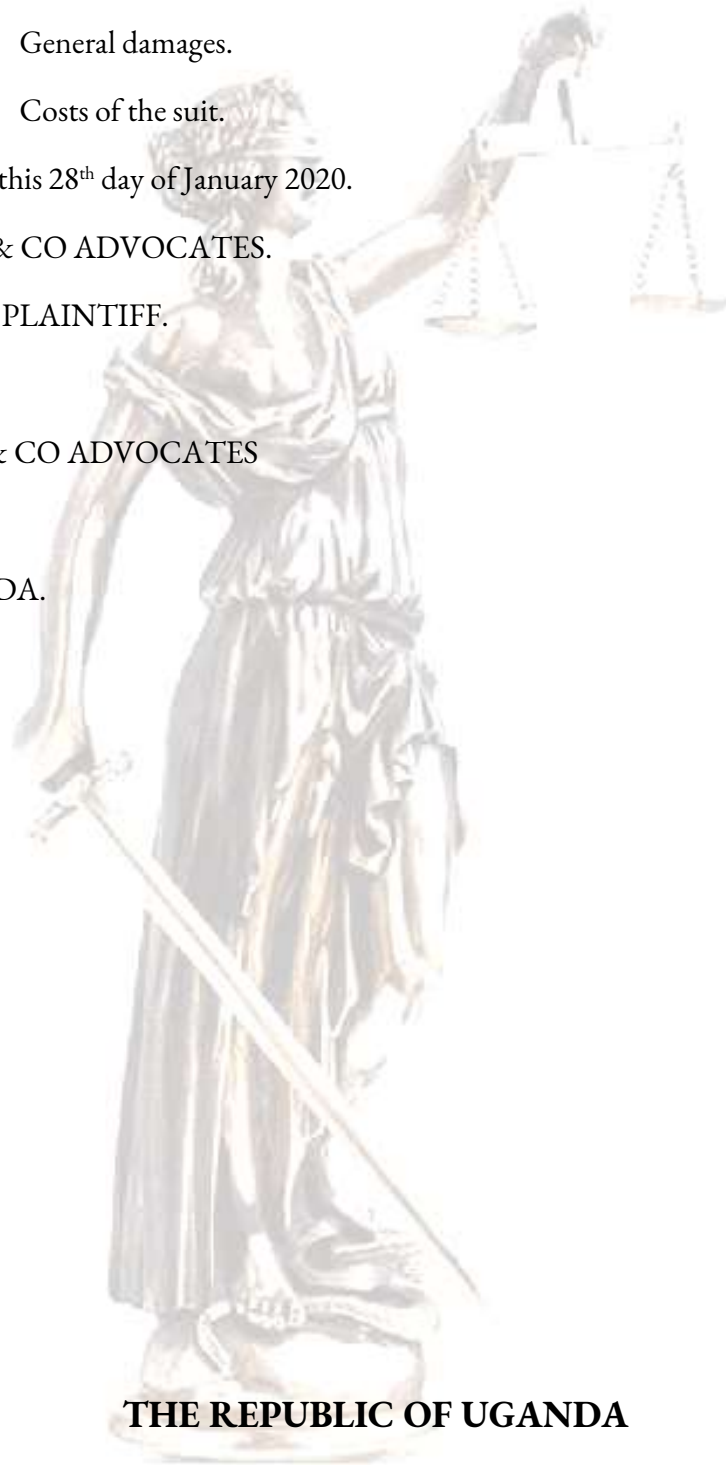 General damages.
Costs of the suit.
this 28th day of January 2020.
& CO ADVOCATES.
PLAINTIFF.
& CO ADVOCATES
DA.
THE REPUBLIC OF UGANDA